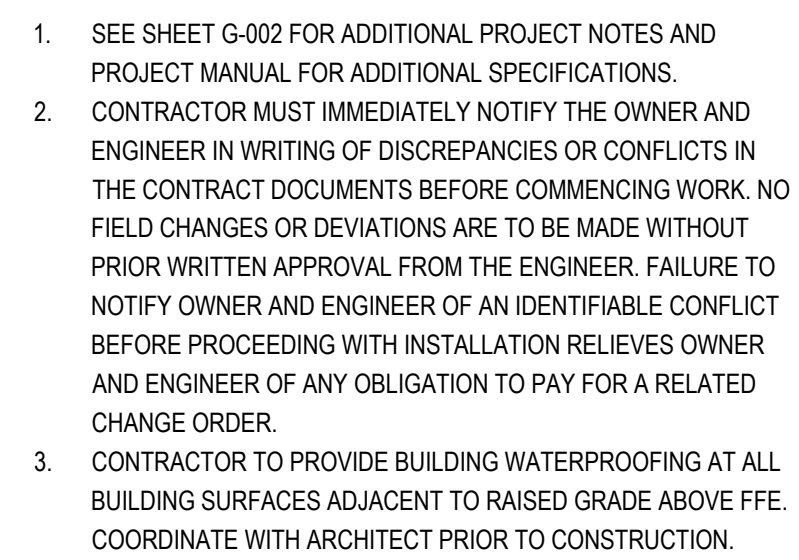 1. SEE SHEET G-002 FOR ADDITIONAL PROJECT NOTES AND
PROJECT MANUAL FOR ADDITIONAL SPECIFICATIONS.
2. CONTRACTOR MUST IMMEDIATELY NOTIFY THE OWNER AND
ENGINEER IN WRITING OF DISCREPANCIES OR CONFLICTS IN
THE CONTRACT DOCUMENTS BEFORE COMMENCING WORK. NO
FIELD CHANGES OR DEVIATIONS ARE TO BE MADE WITHOUT
PRIOR WRITTEN APPROVAL FROM THE ENGINEER. FAILURE TO
NOTIFY OWNER AND ENGINEER OF AN IDENTIFIABLE CONFLICT
BEFORE PROCEEDING WITH INSTALLATION RELIEVES OWNER
AND ENGINEER OF ANY OBLIGATION TO PAY FOR A RELATED
CHANGE ORDER.
3. CONTRACTOR TO PROVIDE BUILDING WATERPROOFING AT ALL
BUILDING SURFACES ADJACENT TO RAISED GRADE ABOVE FFE.
COORDINATE WITH ARCHITECT PRIOR TO CONSTRUCTION.